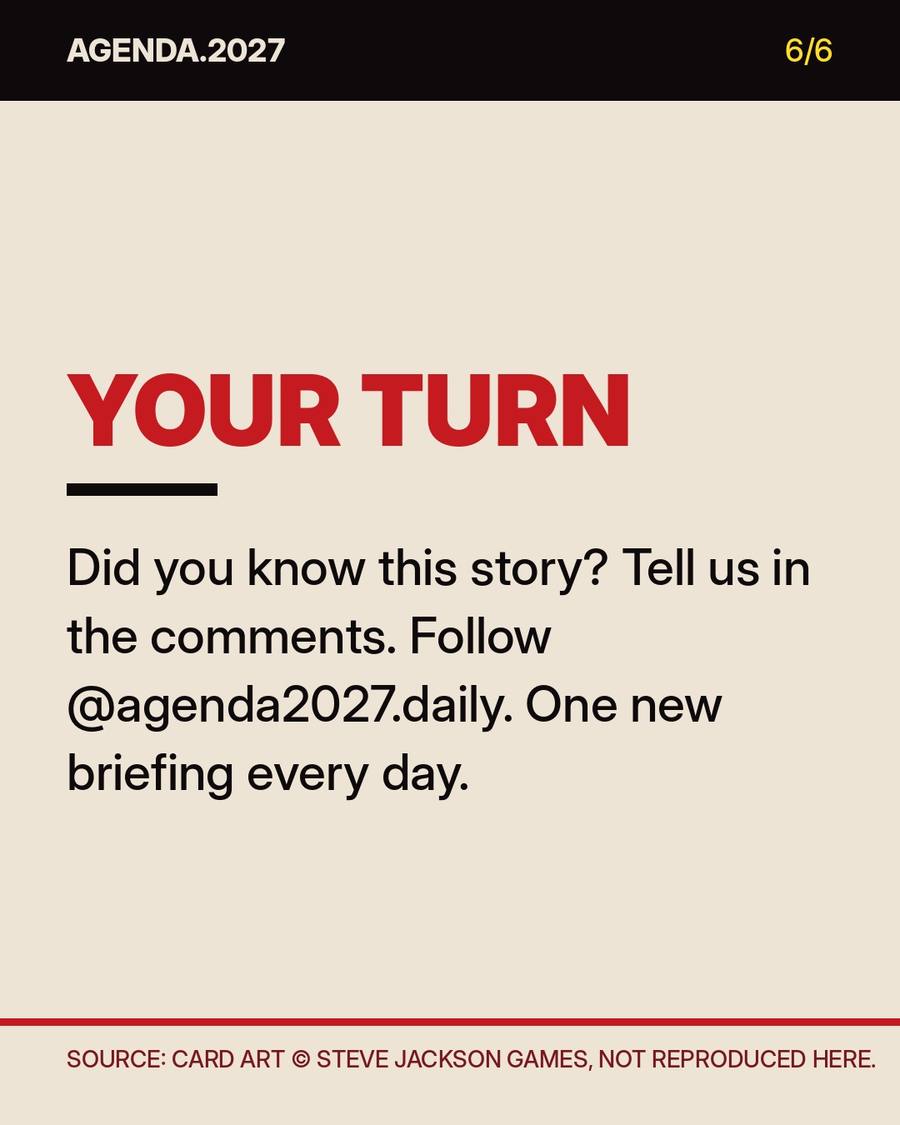 AGENDA.2027
6/6
YOUR TURN
Did you know this story? Tell us in
the comments. Follow
@agenda2027.daily. One new
briefing every day.
SOURCE: CARD ART © STEVE JACKSON GAMES, NOT REPRODUCED HERE.